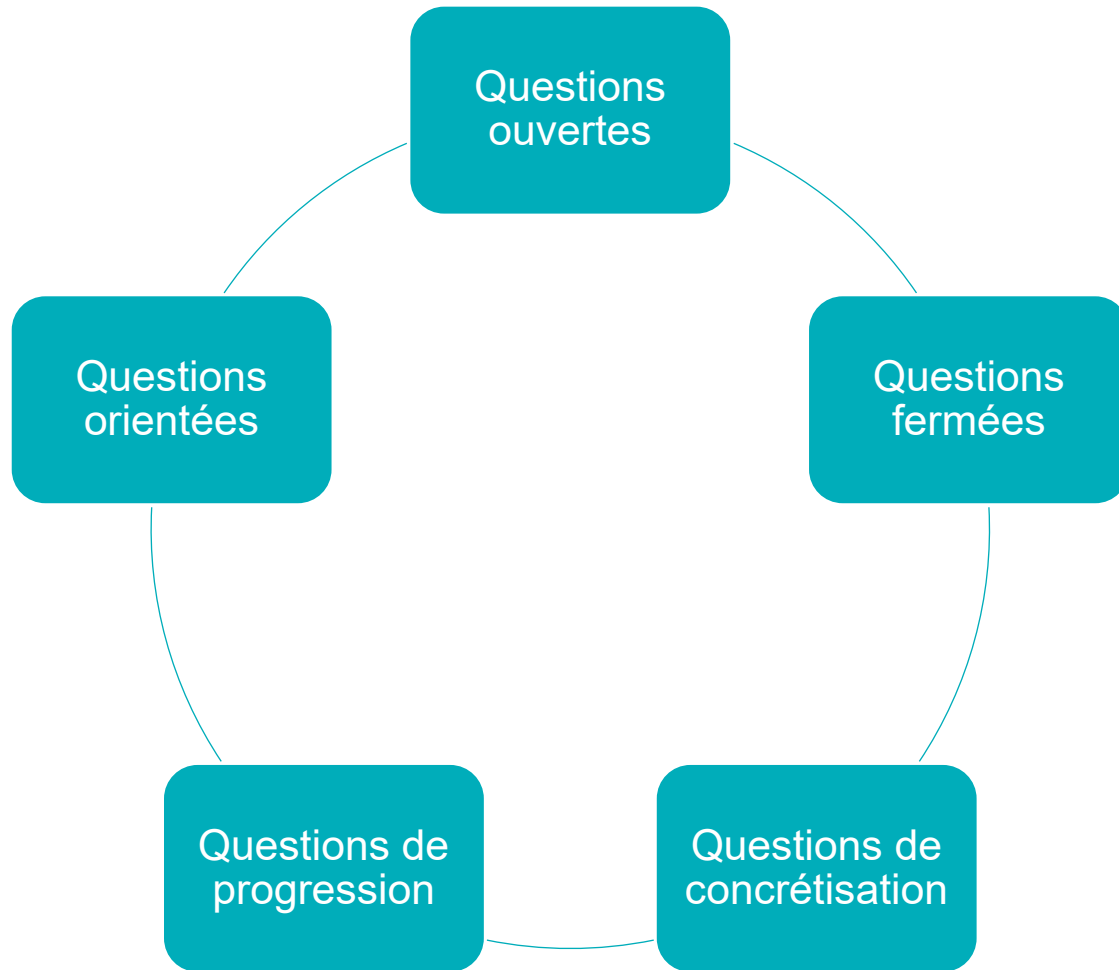 Questions
ouvertes
Questions
fermées
Questions de
concrétisation
Questions de
progression
Questions
orientées